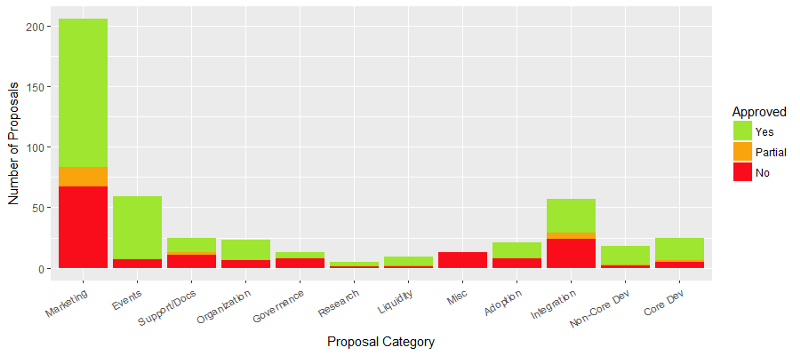 200
150
100
50
0
Number of Proposals
Marketing
Events
Support/Docs
Organization
Governance
Research
Liquidity
Misc
Adoption
Integration
Non-Core Dev
Core Dev
Proposal Category
Approved
Yes
Partial
No